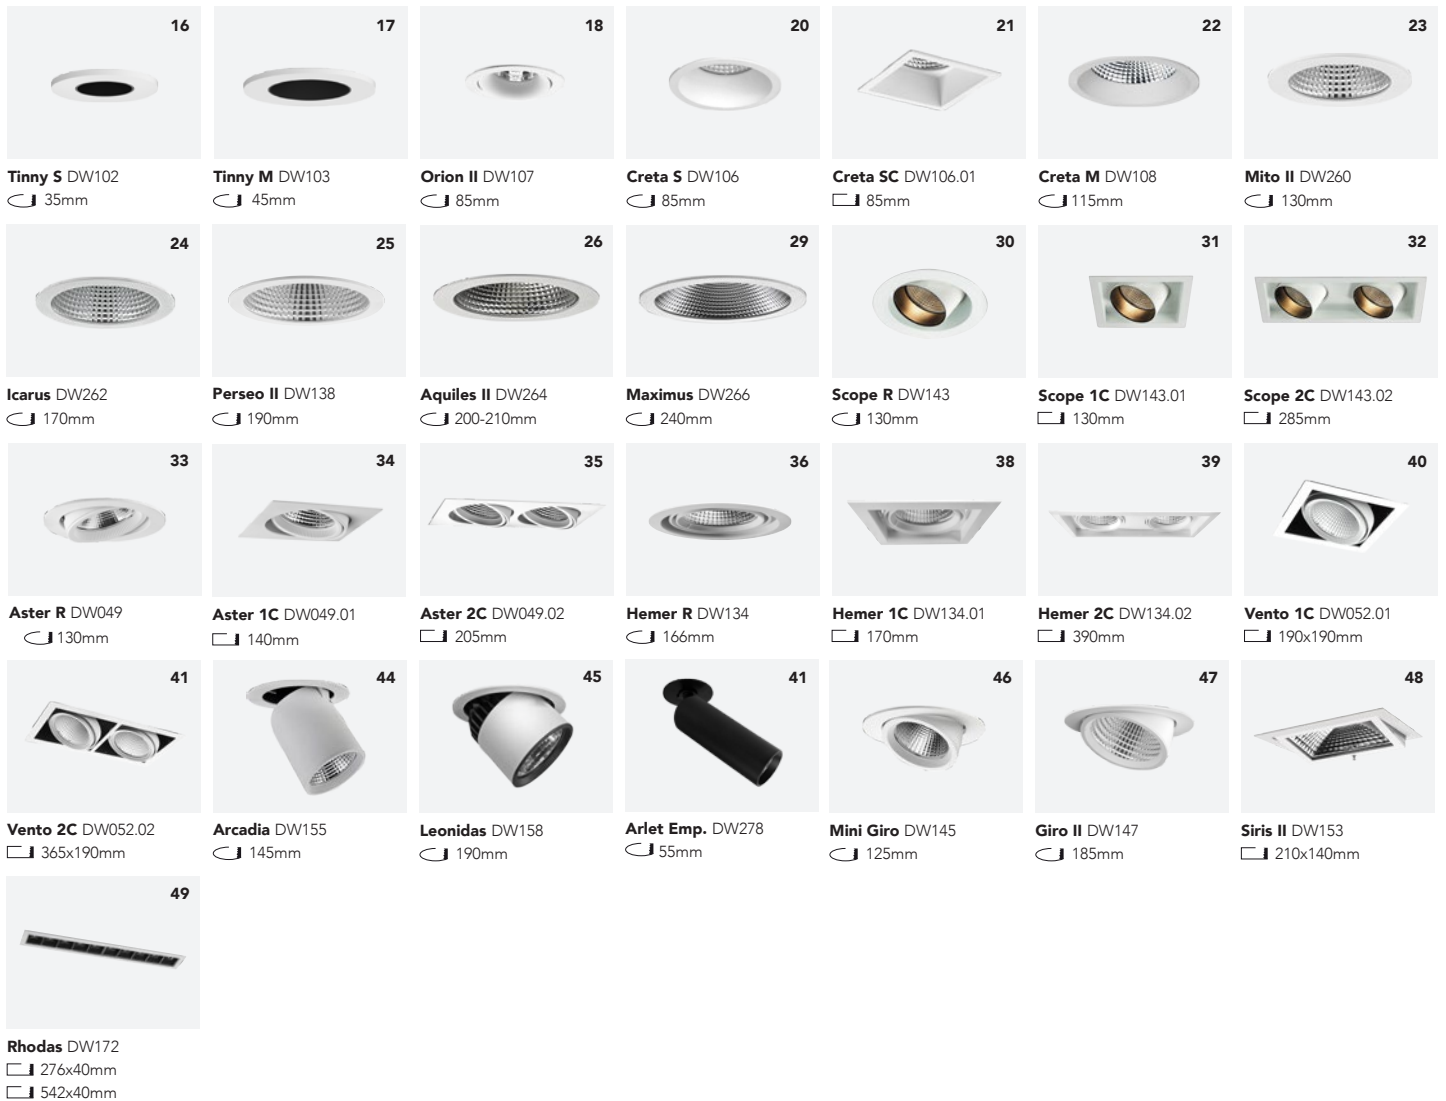 16
Tinny S DW102
35mm
17
Tinny M DW103
45mm
18
Orion II DW107
85mm
20
Creta S DW106
85mm
21
Creta SC DW106.01
85mm
22
Creta M DW108
115mm
23
Mito II DW260
130mm
24
Icarus DW262
170mm
25
Perseo II DW138
190mm
26
Aquiles II DW264
200-210mm
29
Maximus DW266
240mm
30
Scope R DW143
130mm
31
Scope 1C DW143.01
130mm
32
Scope 2C DW143.02
285mm
33
Aster R DW049
130mm
34
Aster 1C DW049.01
140mm
35
Aster 2C DW049.02
205mm
36
Hemer R DW134
166mm
38
Hemer 1C DW134.01
170mm
39
Hemer 2C DW134.02
390mm
40
Vento 1C DW052.01
190x190mm
41
Vento 2C DW052.02
365x190mm
44
Arcadia DW155
145mm
45
Leonidas DW158
190mm
41
Arlet Emp. DW278
55mm
46
Mini Giro DW145
125mm
47
Giro II DW147
185mm
48
Siris II DW153
210x140mm
49
Rhodas DW172
276x40mm
542x40mm